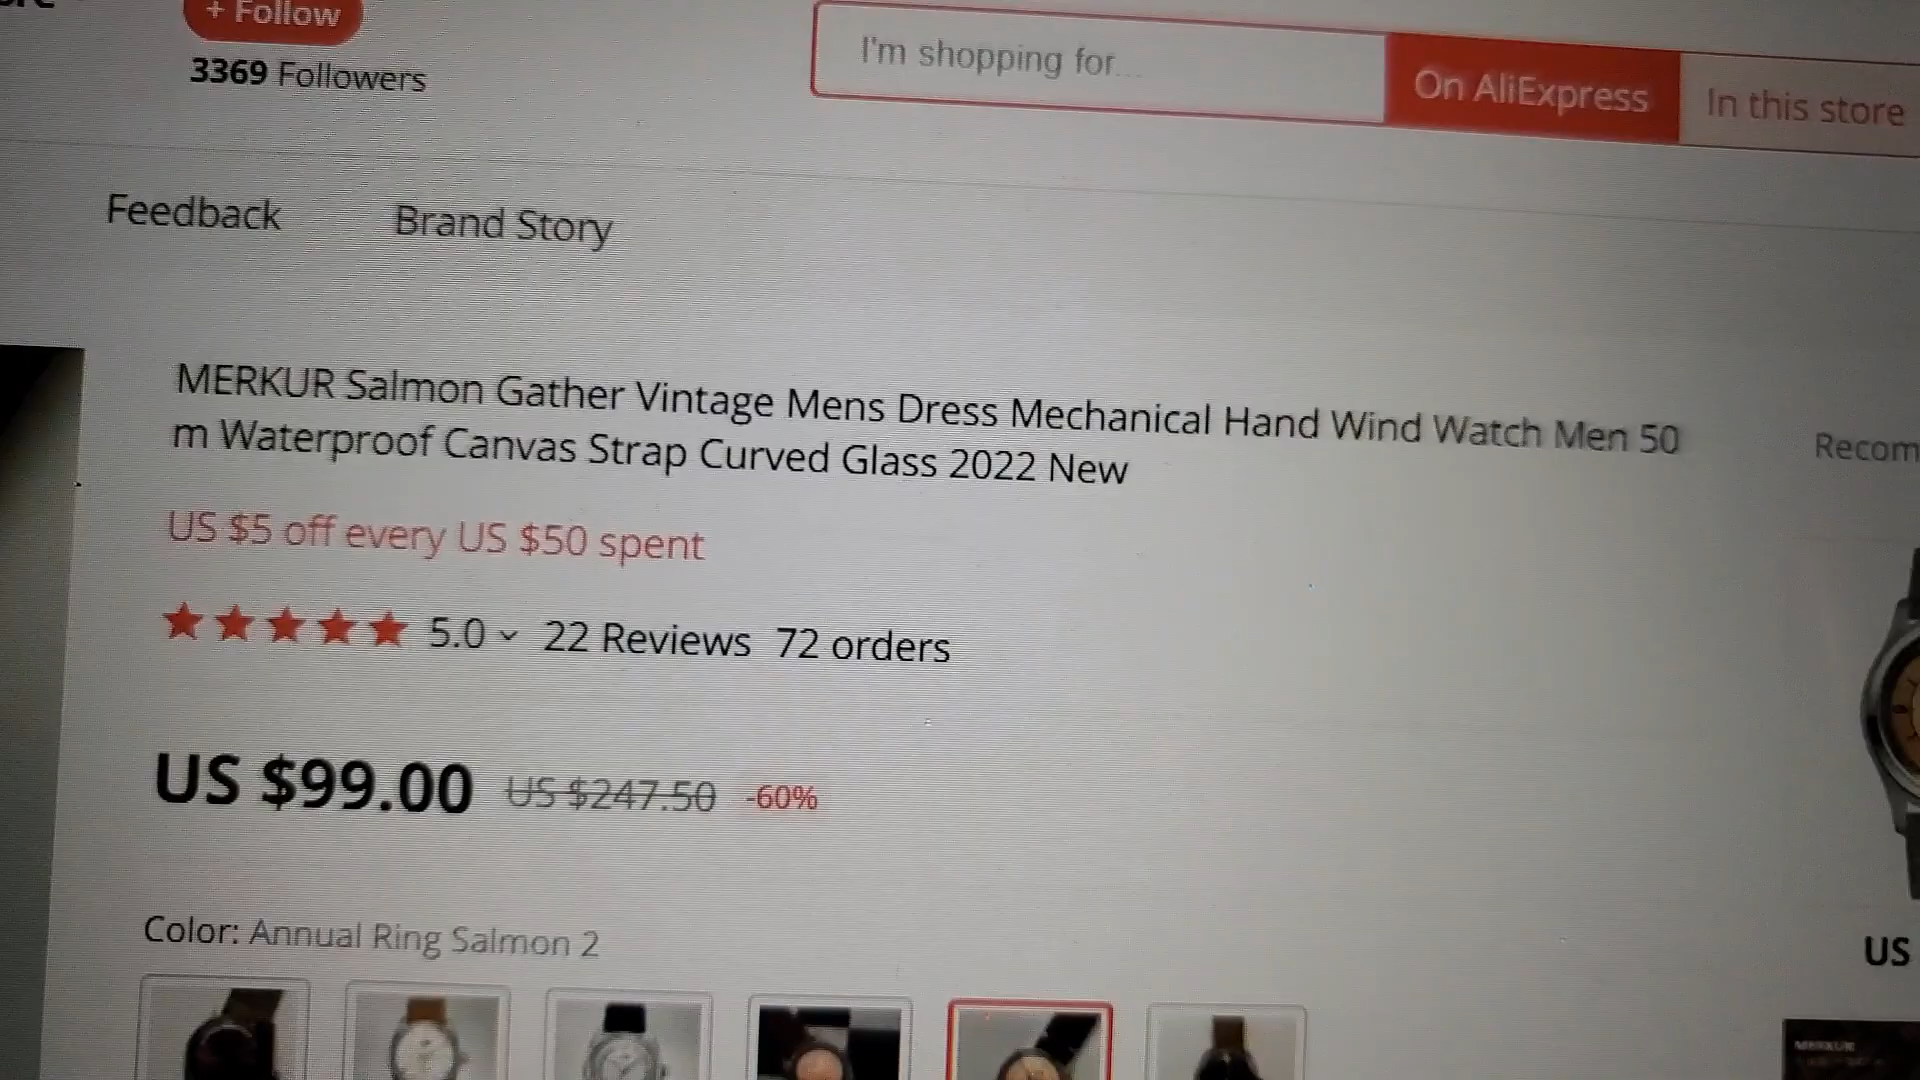 + Follow
3369 Followers
I'm shopping for...
On AliExpress
In this store
Feedback
Brand Story
MERKUR Salmon Gather Vintage Mens Dress Mechanical Hand Wind Watch Men 50
m Waterproof Canvas Strap Curved Glass 2022 New
Recom
US $5 off every US $50 spent
5.0 22 Reviews 72 orders
US $99.00 US $247.50 -60%
Color: Annual Ring Salmon 2
US
MERKUR